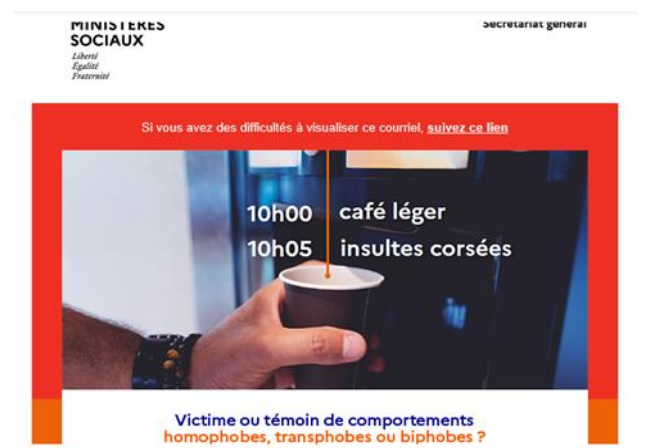 MINISTÈRES
SOCIAUX
Liberté
Égalité
Fraternité
Secrétariat général
Si vous avez des difficultés à visualiser ce courriel, suivez ce lien
10h00 café léger
10h05 insultes corsées
Victime ou témoin de comportements
homophobes, transphobes ou biphobes ?